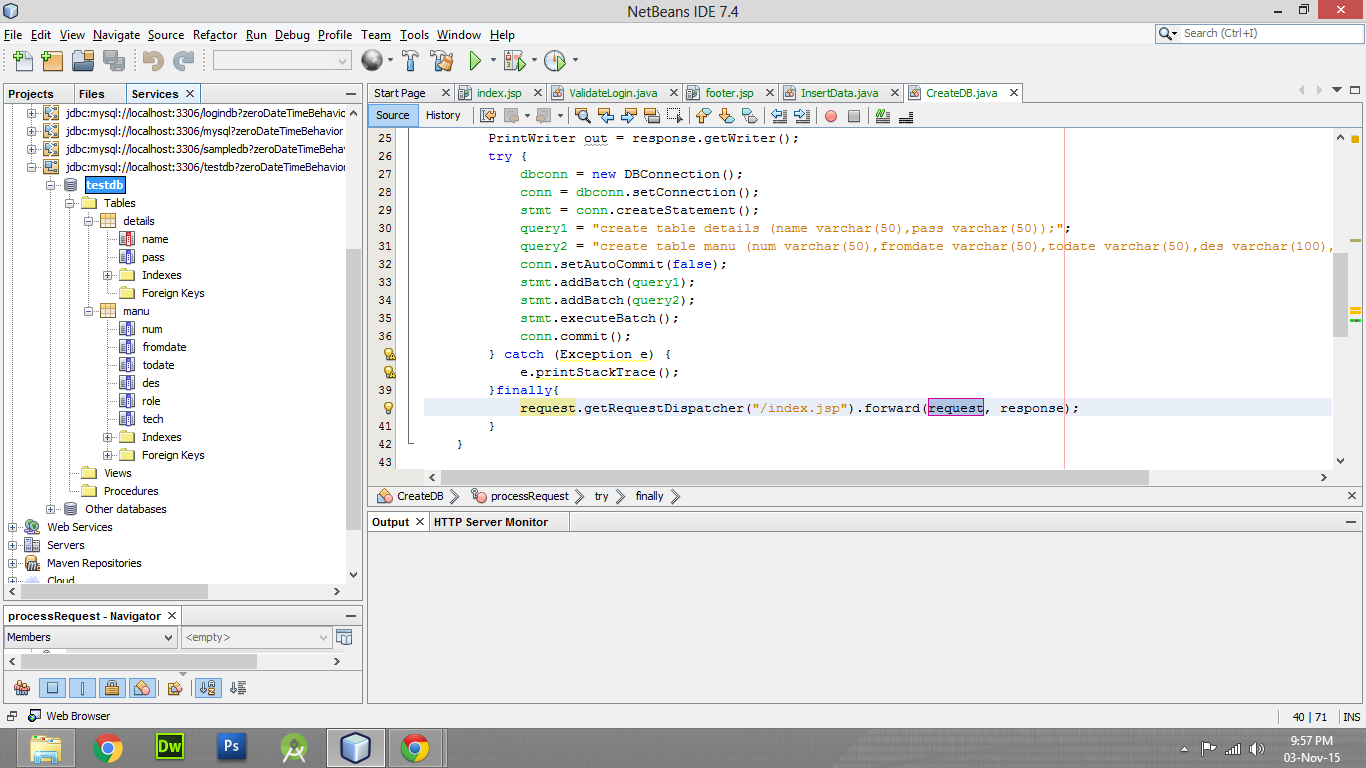 NetBeans IDE 7.4
File Edit View Navigate Source Refactor Run Debug Profile Team Tools Window Help
Search (Ctrl+I)
Projects Files Services
jdbc:mysql://localhost:3306/logindb?zeroDateTimeBehavior
jdbc:mysql://localhost:3306/mysql?zeroDateTimeBehavior
jdbc:mysql://localhost:3306/sampledb?zeroDateTimeBeha
jdbc:mysql://localhost:3306/testdb?zeroDateTimeBehavior
testdb
Tables
details
name
pass
Indexes
Foreign Keys
manu
num
fromdate
todate
des
role
tech
Indexes
Foreign Keys
Views
Procedures
Other databases
Web Services
Servers
Maven Repositories
Cloud
processRequest - Navigator
Members
<empty>
Start Page index.jsp ValidateLogin.java footer.jsp InsertData.java CreateDB.java
Source History
25 PrintWriter out = response.getWriter();
26 try {
27 dbconn = new DBConnection();
28 conn = dbconn.setConnection();
29 stmt = conn.createStatement();
30 query1 = "create table details (name varchar(50),pass varchar(50));";
31 query2 = "create table manu (num varchar(50),fromdate varchar(50),todate varchar(50),des varchar(100),
32 conn.setAutoCommit(false);
33 stmt.addBatch(query1);
34 stmt.addBatch(query2);
35 stmt.executeBatch();
36 conn.commit();
} catch (Exception e) {
e.printStackTrace();
39 }finally{
request.getRequestDispatcher("/index.jsp").forward(request, response);
41 }
42 }
43
CreateDB processRequest try finally
Output HTTP Server Monitor
Web Browser
40 | 71 INS
Dw Ps
9:57 PM
03-Nov-15